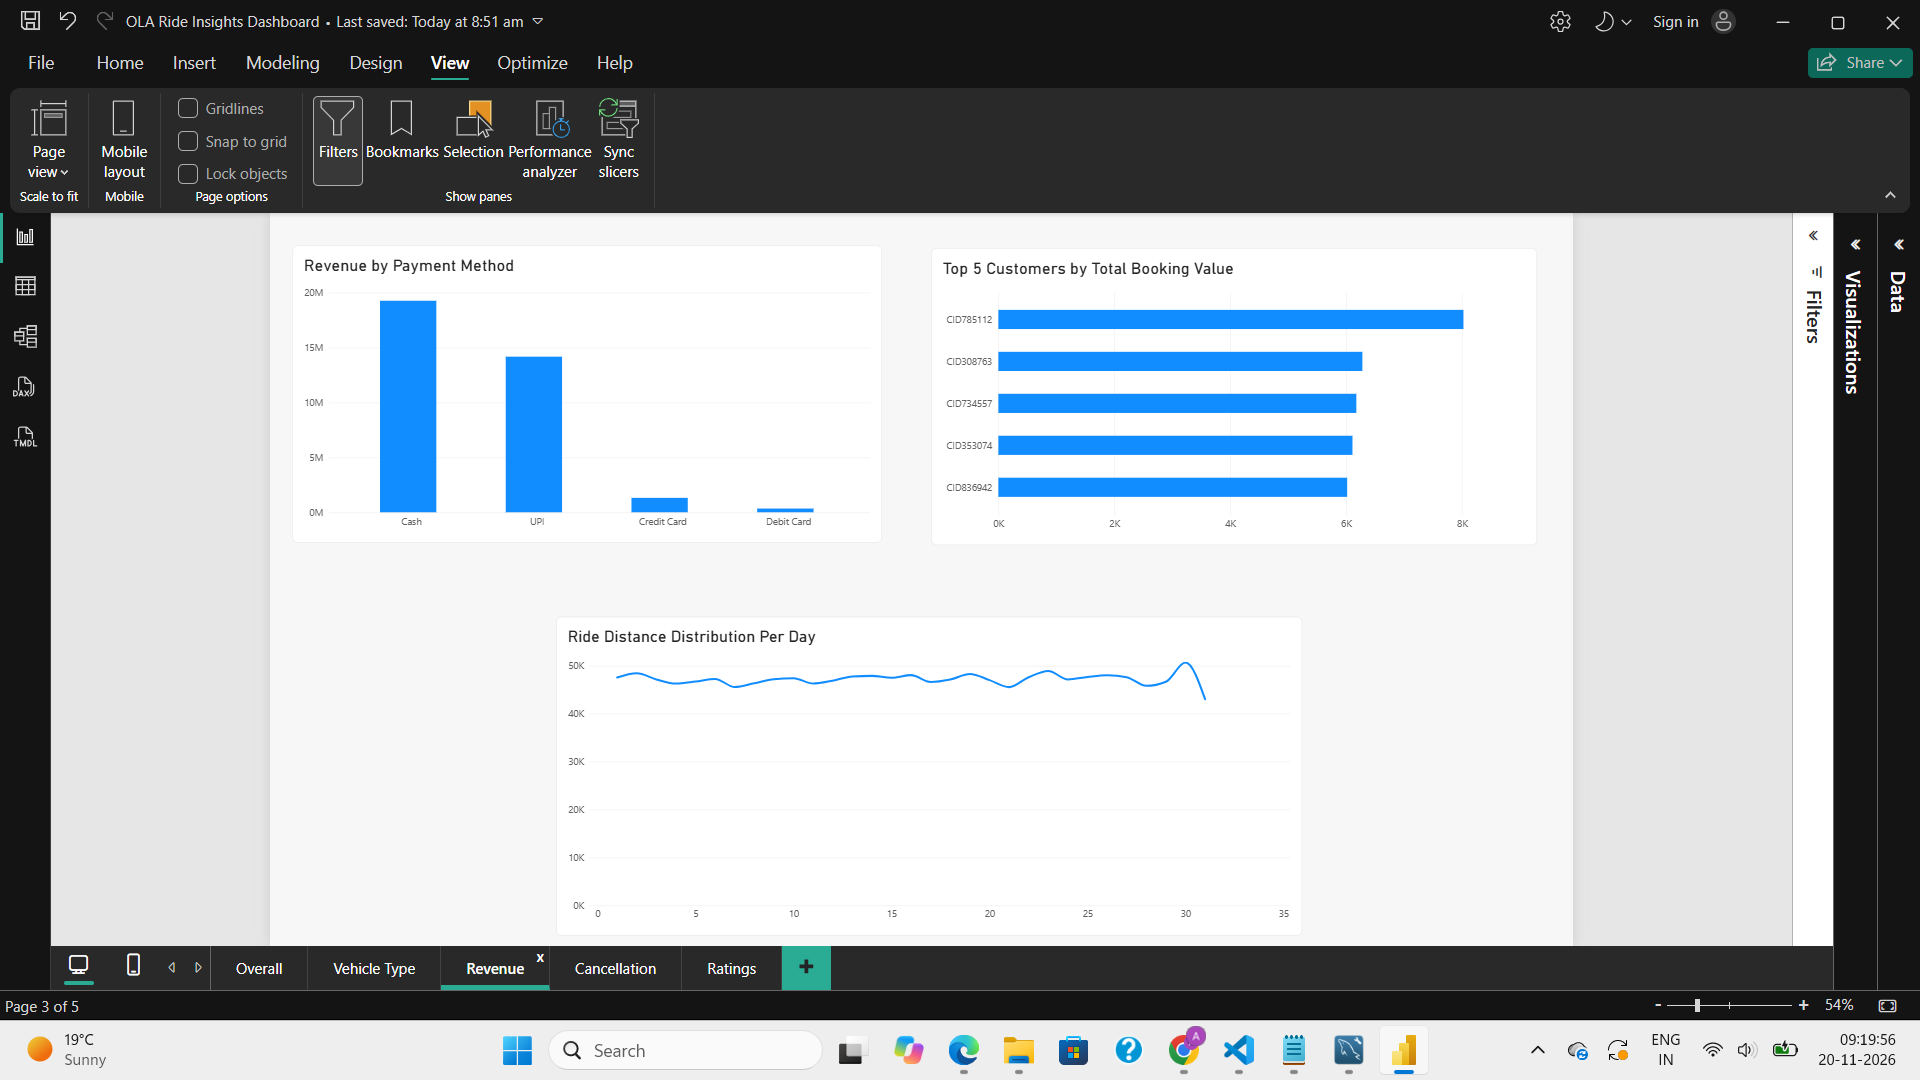 OLA Ride Insights Dashboard • Last saved: Today at 8:51 am
Sign in
File Home Insert Modeling Design View Optimize Help
Share
Page view
Scale to fit
Mobile layout
Mobile
Gridlines
Snap to grid
Lock objects
Page options
Filters
Bookmarks
Selection
Performance analyzer
Sync slicers
Show panes
DAX
TMDL
Revenue by Payment Method
20M
15M
10M
5M
0M
Cash UPI Credit Card Debit Card
Top 5 Customers by Total Booking Value
CID785112
CID308763
CID734557
CID353074
CID836942
0K 2K 4K 6K 8K
Ride Distance Distribution Per Day
50K
40K
30K
20K
10K
0K
0 5 10 15 20 25 30 35
Filters
Visualizations
Data
Overall Vehicle Type Revenue x Cancellation Ratings +
Page 3 of 5
- + 54%
19°C
Sunny
Search
A
ENG
IN
09:19:56
20-11-2026